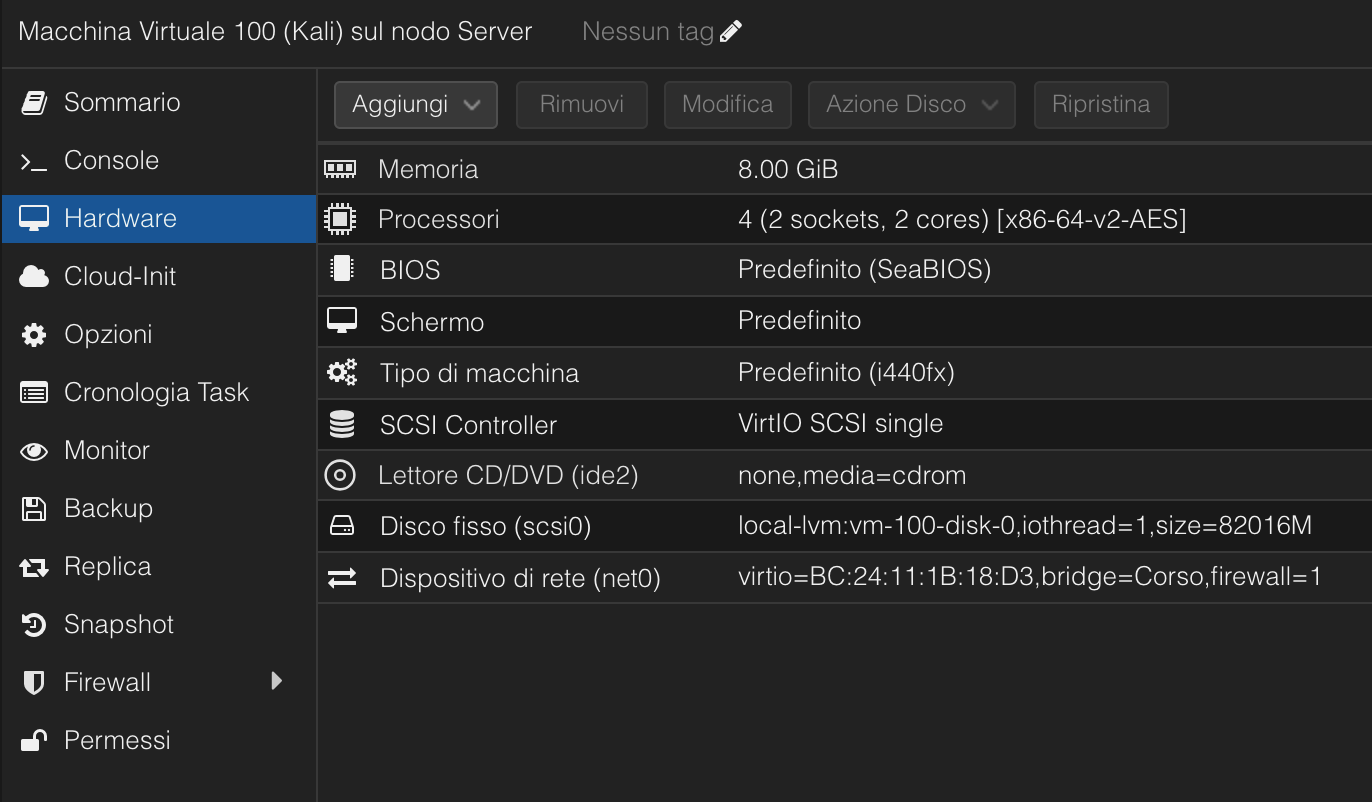 Macchina Virtuale 100 (Kali) sul nodo Server Nessun tag
Sommario
Console
Hardware
Cloud-Init
Opzioni
Cronologia Task
Monitor
Backup
Replica
Snapshot
Firewall
Permessi
Aggiungi Rimuovi Modifica Azione Disco Ripristina
Memoria 8.00 GiB
Processori 4 (2 sockets, 2 cores) [x86-64-v2-AES]
BIOS Predefinito (SeaBIOS)
Schermo Predefinito
Tipo di macchina Predefinito (i440fx)
SCSI Controller VirtIO SCSI single
Lettore CD/DVD (ide2) none,media=cdrom
Disco fisso (scsi0) local-lvm:vm-100-disk-0,iothread=1,size=82016M
Dispositivo di rete (net0) virtio=BC:24:11:1B:18:D3,bridge=Corso,firewall=1